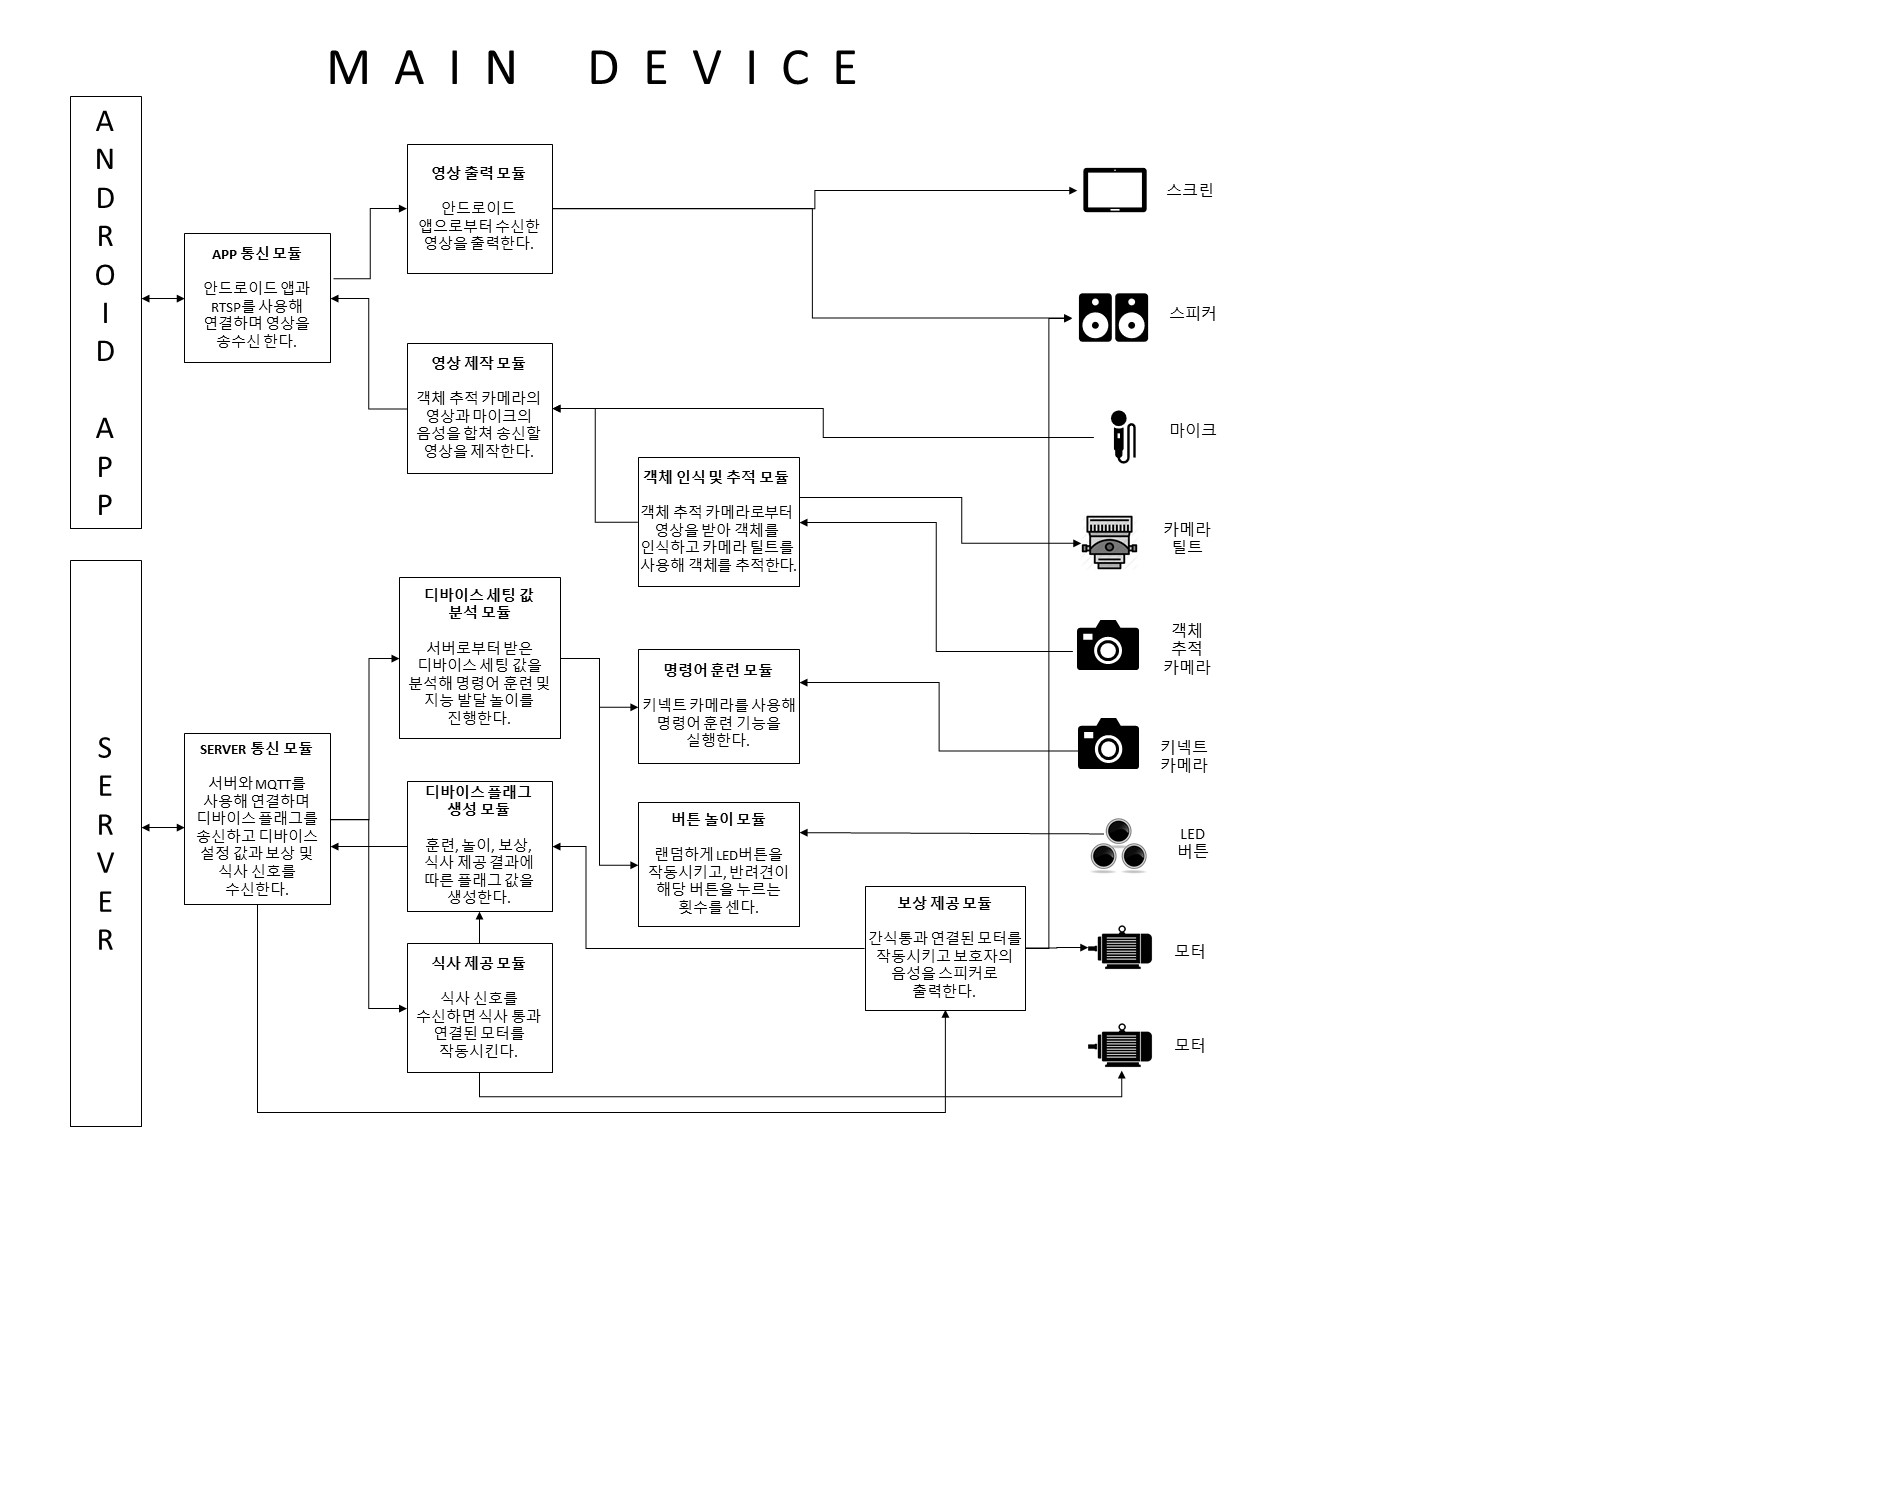 MAIN DEVICE
ANDROID APP
영상 출력 모듈
안드로이드
앱으로부터 수신한
영상을 출력한다.
스크린
APP 통신 모듈
안드로이드 앱과
RTSP를 사용해
연결하며 영상을
송수신 한다.
스피커
영상 제작 모듈
객체 추적 카메라의
영상과 마이크의
음성을 합쳐 송신할
영상을 제작한다.
마이크
객체 인식 및 추적 모듈
객체 추적 카메라로부터
영상을 받아 객체를
인식하고 카메라 틸트를
사용해 객체를 추적한다.
카메라
틸트
SERVER
디바이스 세팅 값
분석 모듈
서버로부터 받은
디바이스 세팅 값을
분석해 명령어 훈련 및
지능 발달 놀이를
진행한다.
객체
추적
카메라
명령어 훈련 모듈
키넥트 카메라를 사용해
명령어 훈련 기능을
실행한다.
키넥트
카메라
SERVER 통신 모듈
서버와 MQTT를
사용해 연결하며
디바이스 플래그를
송신하고 디바이스
설정 값과 보상 및
식사 신호를
수신한다.
디바이스 플래그
생성 모듈
훈련, 놀이, 보상,
식사 제공 결과에
따른 플래그 값을
생성한다.
버튼 놀이 모듈
랜덤하게 LED버튼을
작동시키고, 반려견이
해당 버튼을 누르는
횟수를 센다.
LED
버튼
보상 제공 모듈
간식통과 연결된 모터를
작동시키고 보호자의
음성을 스피커로
출력한다.
모터
식사 제공 모듈
식사 신호를
수신하면 식사 통과
연결된 모터를
작동시킨다.
모터